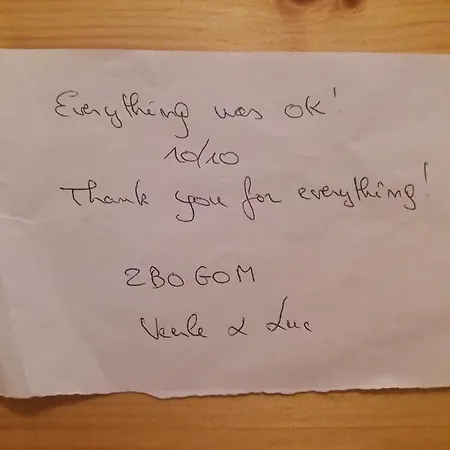 Everything was ok!
10/10
Thank you for everything!
ZBOGOM
Veerle & Luc